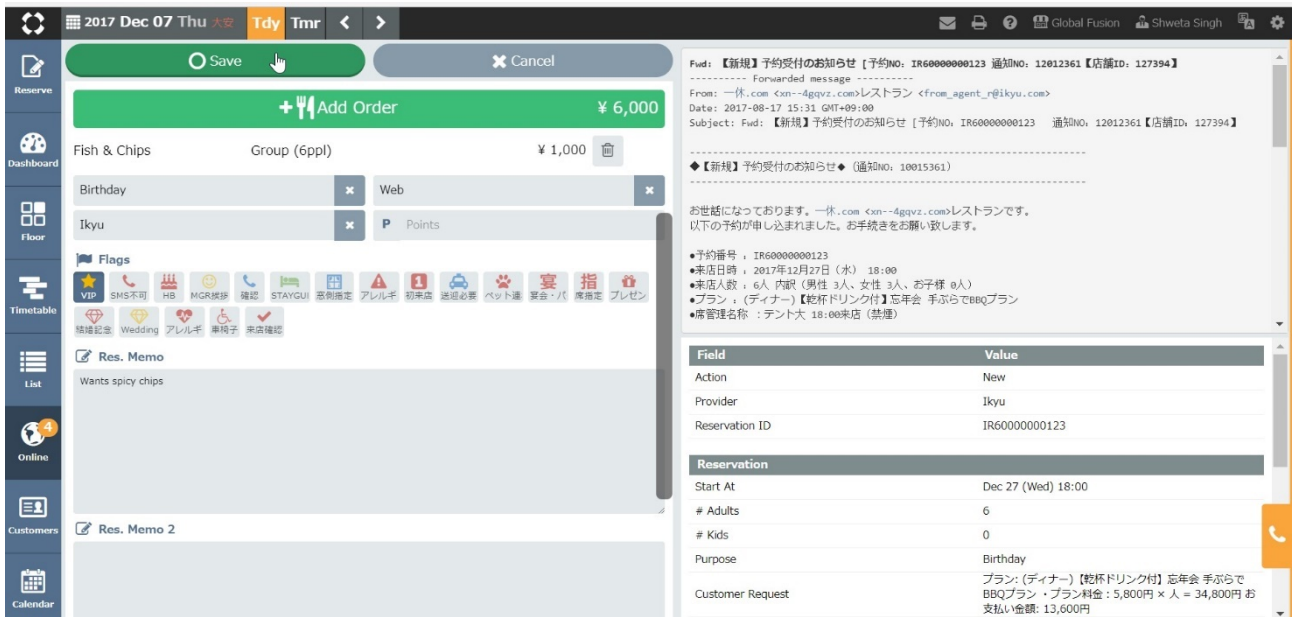 2017 Dec 07 Thu 大安 Tdy Tmr
Global Fusion Shweta Singh
Reserve
Dashboard
Floor
Timetable
List
4
Online
Customers
Calendar
Save
Cancel
Add Order ¥ 6,000
Fish & Chips Group (6ppl) ¥ 1,000
Birthday Web
Ikyu P Points
Flags
VIP SMS不可 HB MGR挨拶 確認 STAYGUI 窓側指定 アレルギ 初来店 送迎必要 ペット連 宴会・パ 席指定 プレゼン
結婚記念 Wedding アレルギ 車椅子 来店確認
Res. Memo
Wants spicy chips
Res. Memo 2
Fwd: 【新規】予約受付のお知らせ [予約NO: IR60000000123 通知NO: 12012361【店舗ID: 127394】
---------- Forwarded message ----------
From: 一休.com <xn--4gqvz.com>レストラン <from_agent_r@ikyu.com>
Date: 2017-08-17 15:31 GMT+09:00
Subject: Fwd: 【新規】予約受付のお知らせ [予約NO: IR60000000123 通知NO: 12012361【店舗ID: 127394】
◆【新規】予約受付のお知らせ◆ (通知NO: 10015361)
お世話になっております。一休.com <xn--4gqvz.com>レストランです。
以下の予約が申し込まれました。お手続きをお願い致します。
●予約番号 : IR60000000123
●来店日時 : 2017年12月27日(水) 18:00
●来店人数 : 6人 内訳(男性 3人、女性 3人、お子様 0人)
●プラン : (ディナー)【乾杯ドリンク付】忘年会 手ぶらでBBQプラン
●席管理名称 :テント大 18:00来店(禁煙)
Field Value
Action New
Provider Ikyu
Reservation ID IR60000000123
Reservation
Start At Dec 27 (Wed) 18:00
# Adults 6
# Kids 0
Purpose Birthday
Customer Request プラン: (ディナー)【乾杯ドリンク付】忘年会 手ぶらで
BBQプラン ・プラン料金 : 5,800円 × 人 = 34,800円 お
支払い金額: 13,600円